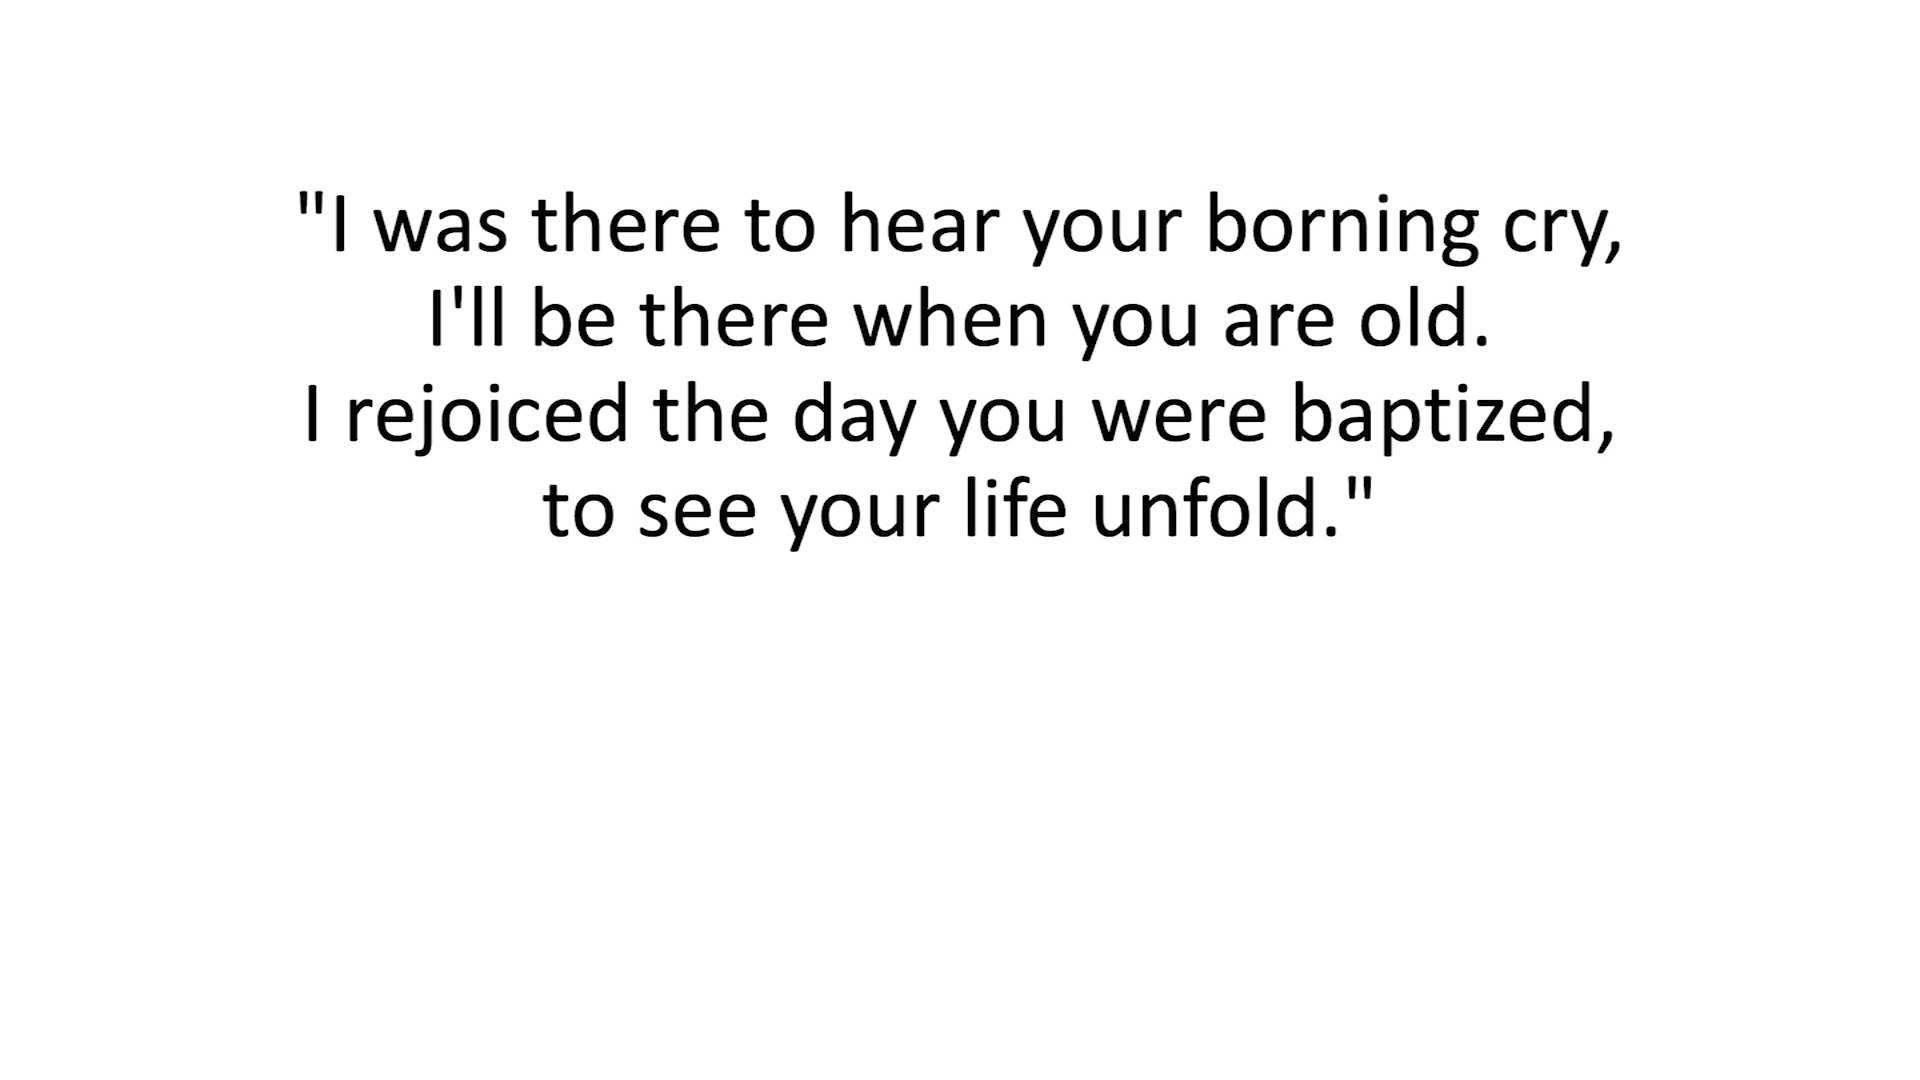 "I was there to hear your borning cry,
I'll be there when you are old.
I rejoiced the day you were baptized,
to see your life unfold."